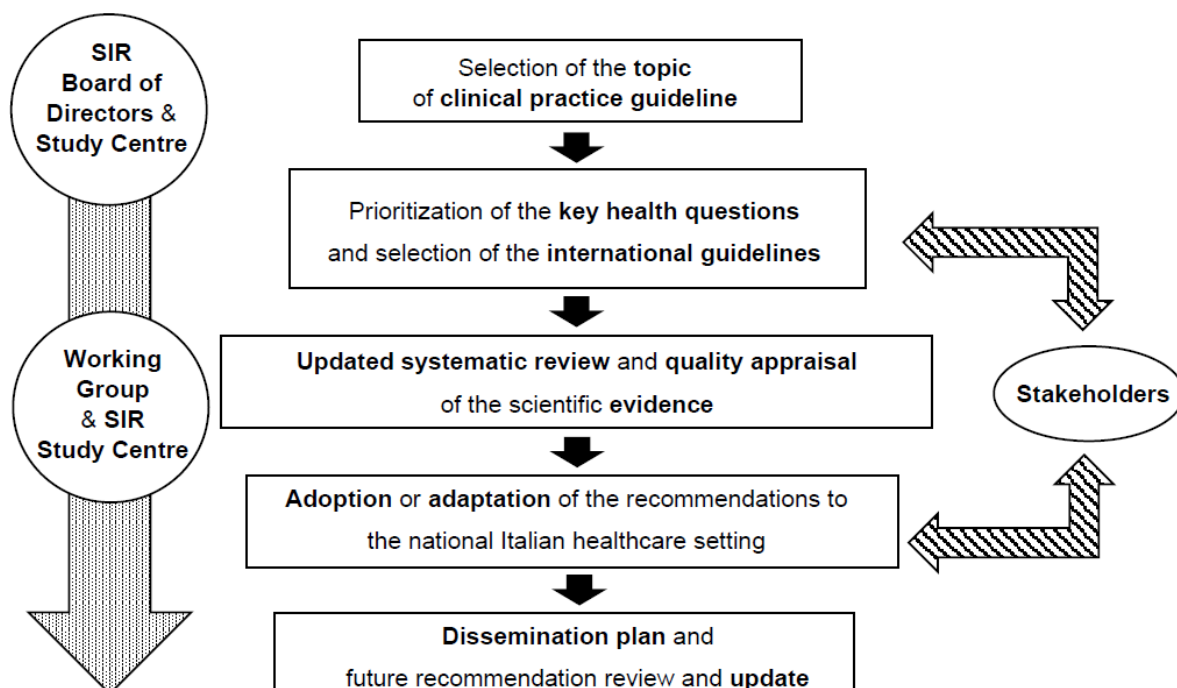 SIR
Board of
Directors &
Study Centre
Selection of the topic
of clinical practice guideline
Prioritization of the key health questions
and selection of the international guidelines
Working
Group
& SIR
Study Centre
Updated systematic review and quality appraisal
of the scientific evidence
Stakeholders
Adoption or adaptation of the recommendations to
the national Italian healthcare setting
Dissemination plan and
future recommendation review and update